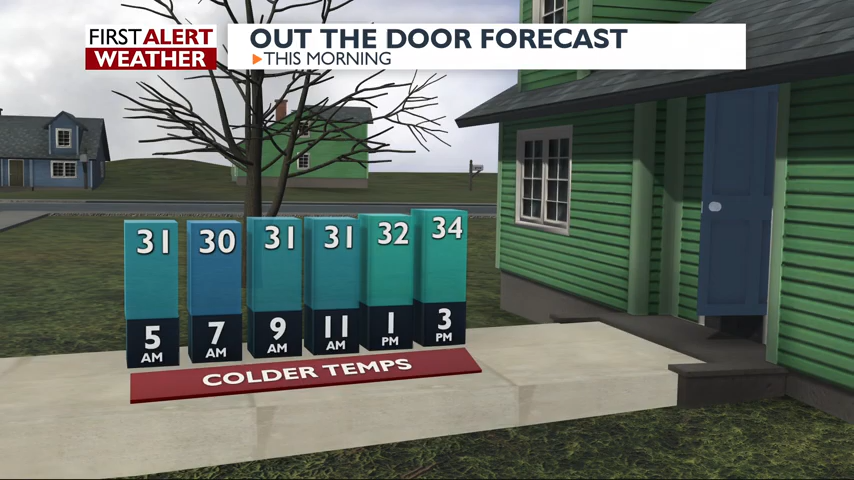 FIRST ALERT
WEATHER
OUT THE DOOR FORECAST
THIS MORNING
31 30 31 31 32 34
5 7 9 11 1 3
AM AM AM AM PM PM
COLDER TEMPS